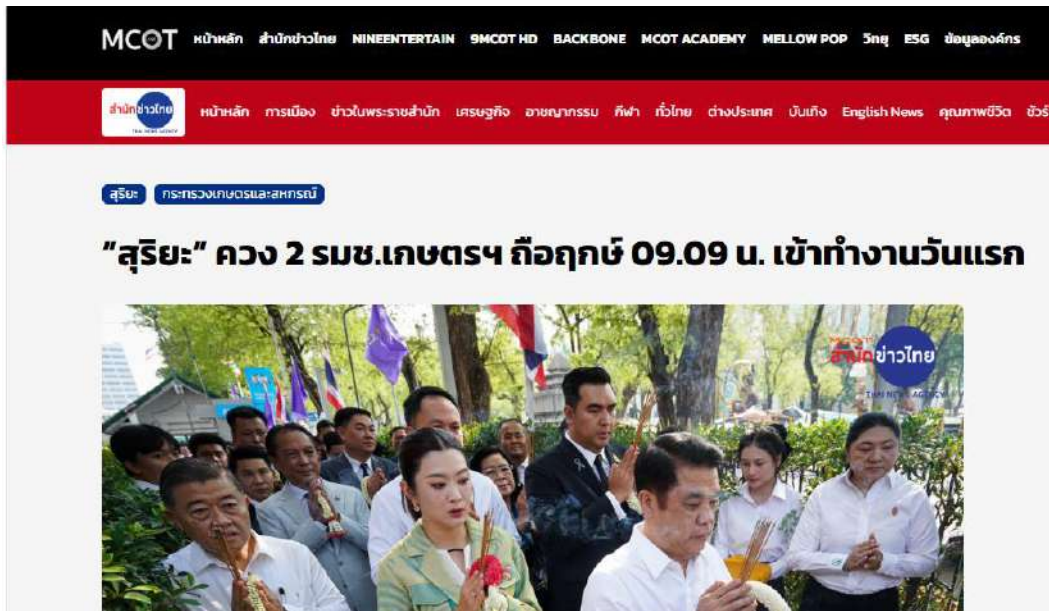 MCOT หน้าหลัก สำนักข่าวไทย NINEENTERTAIN 9MCOT HD BACKBONE MCOT ACADEMY MELLOW POP วิทยุ ESG ข้อมูลองค์กร
สำนักข่าวไทย
THAI NEWS AGENCY
หน้าหลัก การเมือง ข่าวในพระราชสำนัก เศรษฐกิจ อาชญากรรม กีฬา ทั่วไทย ต่างประเทศ บันเทิง English News คุณภาพชีวิต ชัวร์
สุริยะ กระทรวงเกษตรและสหกรณ์
"สุริยะ" ควง 2 รมช.เกษตรฯ ถือฤกษ์ 09.09 น. เข้าทำงานวันแรก
MCOT
สำนักข่าวไทย
THAI NEWS AGENCY